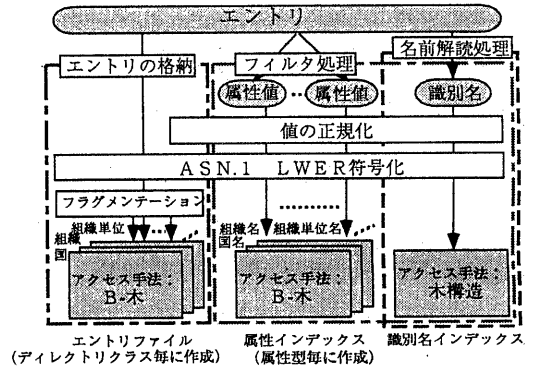 エントリ
エントリの格納
フィルタ処理
名前解読処理
属性値
‥
属性値
識別名
値の正規化
ASN.1 LWER符号化
フラグメンテーション
組織単位
組織
国
アクセス手法:
B-木
組織名
組織単位名
国名
アクセス手法:
B-木
アクセス手法:
木構造
エントリファイル
(ディレクトリクラス毎に作成)
属性インデックス
(属性型毎に作成)
識別名インデックス